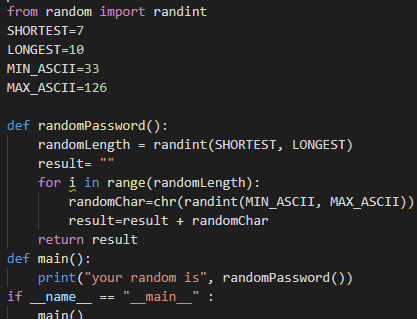 from random import randint
SHORTEST=7
LONGEST=10
MIN_ASCII=33
MAX_ASCII=126
def randomPassword():
randomLength = randint(SHORTEST, LONGEST)
result= ""
for i in range(randomLength):
randomChar=chr(randint(MIN_ASCII, MAX_ASCII))
result=result + randomChar
return result
def main():
print("your random is", randomPassword())
if __name__ == "__main__" :
main()